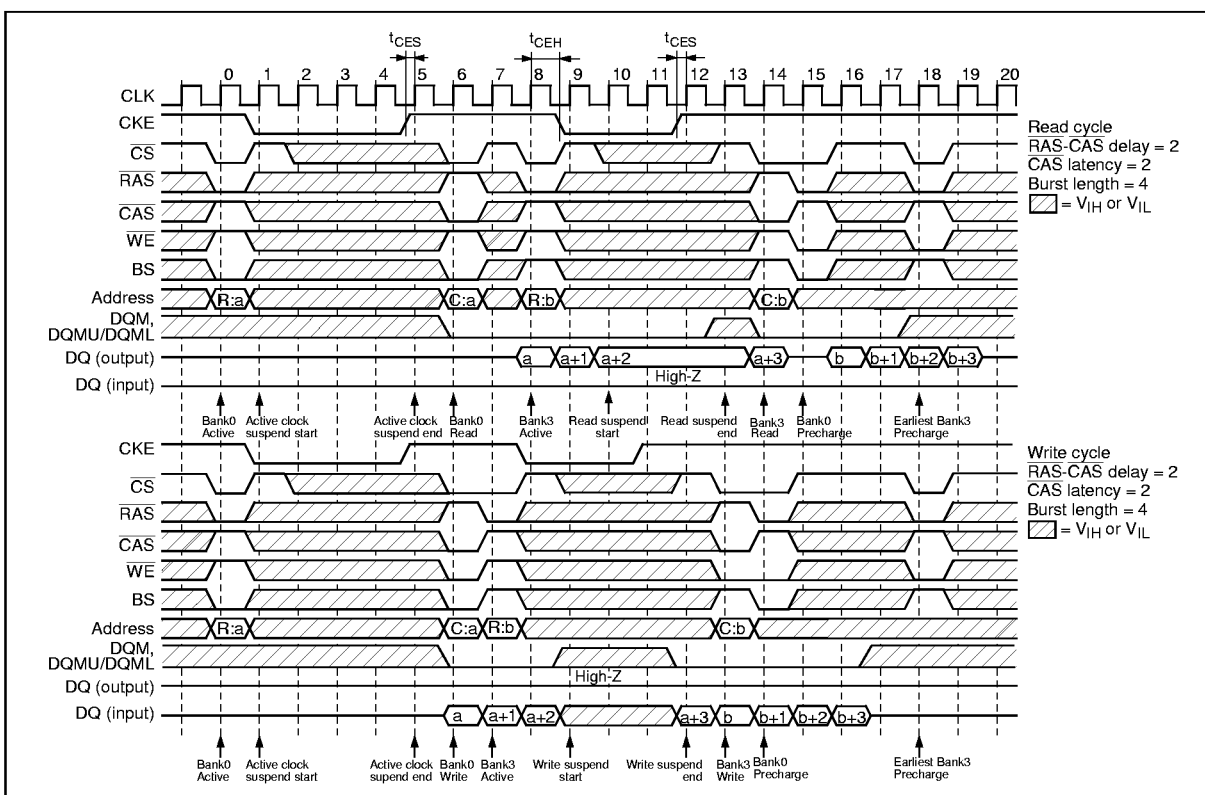 tCES
tCEH
tCES
0 1 2 3 4 5 6 7 8 9 10 11 12 13 14 15 16 17 18 19 20
CLK
CKE
CS
RAS
CAS
WE
BS
Address R:a C:a R:b C:b
DQM,
DQMU/DQML
DQ (output) a a+1 a+2 a+3 b b+1 b+2 b+3
High-Z
DQ (input)
Read cycle
RAS-CAS delay = 2
CAS latency = 2
Burst length = 4
= VIH or VIL
Bank0
Active
Active clock
suspend start
Active clock
suspend end
Bank0
Read
Bank3
Active
Read suspend
start
Read suspend
end
Bank3
Read
Bank0
Precharge
Earliest Bank3
Precharge
CKE
CS
RAS
CAS
WE
BS
Address R:a C:a R:b C:b
DQM,
DQMU/DQML
High-Z
DQ (output)
DQ (input) a a+1 a+2 a+3 b b+1 b+2 b+3
Write cycle
RAS-CAS delay = 2
CAS latency = 2
Burst length = 4
= VIH or VIL
Bank0
Active
Active clock
suspend start
Active clock
supend end
Bank0
Write
Bank3
Active
Write suspend
start
Write suspend
end
Bank3
Write
Bank0
Precharge
Earliest Bank3
Precharge